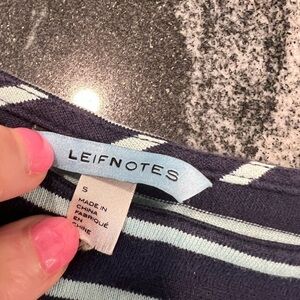 LEIFNOTES
S
MADE IN
CHINA
FABRIQUÉ
EN
CHINE